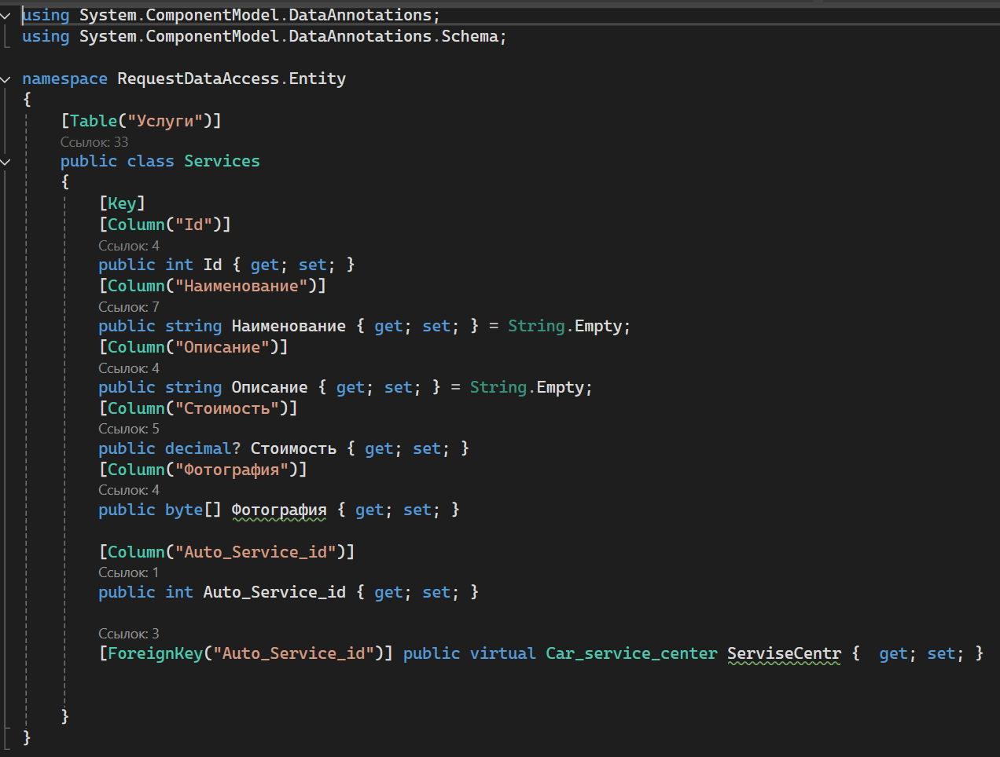 using System.ComponentModel.DataAnnotations;
using System.ComponentModel.DataAnnotations.Schema;
namespace RequestDataAccess.Entity
{
[Table("Услуги")]
Ссылок: 33
public class Services
{
[Key]
[Column("Id")]
Ссылок: 4
public int Id { get; set; }
[Column("Наименование")]
Ссылок: 7
public string Наименование { get; set; } = String.Empty;
[Column("Описание")]
Ссылок: 4
public string Описание { get; set; } = String.Empty;
[Column("Стоимость")]
Ссылок: 5
public decimal? Стоимость { get; set; }
[Column("Фотография")]
Ссылок: 4
public byte[] Фотография { get; set; }
[Column("Auto_Service_id")]
Ссылок: 1
public int Auto_Service_id { get; set; }
Ссылок: 3
[ForeignKey("Auto_Service_id")] public virtual Car_service_center ServiseCentr {  get; set; }
}
}